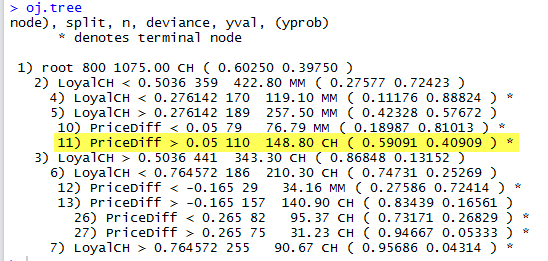 > oj.tree
node), split, n, deviance, yval, (yprob)
* denotes terminal node
1) root 800 1075.00 CH ( 0.60250 0.39750 )
2) LoyalCH < 0.5036 359 422.80 MM ( 0.27577 0.72423 )
4) LoyalCH < 0.276142 170 119.10 MM ( 0.11176 0.88824 ) *
5) LoyalCH > 0.276142 189 257.50 MM ( 0.42328 0.57672 )
10) PriceDiff < 0.05 79 76.79 MM ( 0.18987 0.81013 ) *
11) PriceDiff > 0.05 110 148.80 CH ( 0.59091 0.40909 ) *
3) LoyalCH > 0.5036 441 343.30 CH ( 0.86848 0.13152 )
6) LoyalCH < 0.764572 186 210.30 CH ( 0.74731 0.25269 )
12) PriceDiff < -0.165 29 34.16 MM ( 0.27586 0.72414 ) *
13) PriceDiff > -0.165 157 140.90 CH ( 0.83439 0.16561 )
26) PriceDiff < 0.265 82 95.37 CH ( 0.73171 0.26829 ) *
27) PriceDiff > 0.265 75 31.23 CH ( 0.94667 0.05333 ) *
7) LoyalCH > 0.764572 255 90.67 CH ( 0.95686 0.04314 ) *